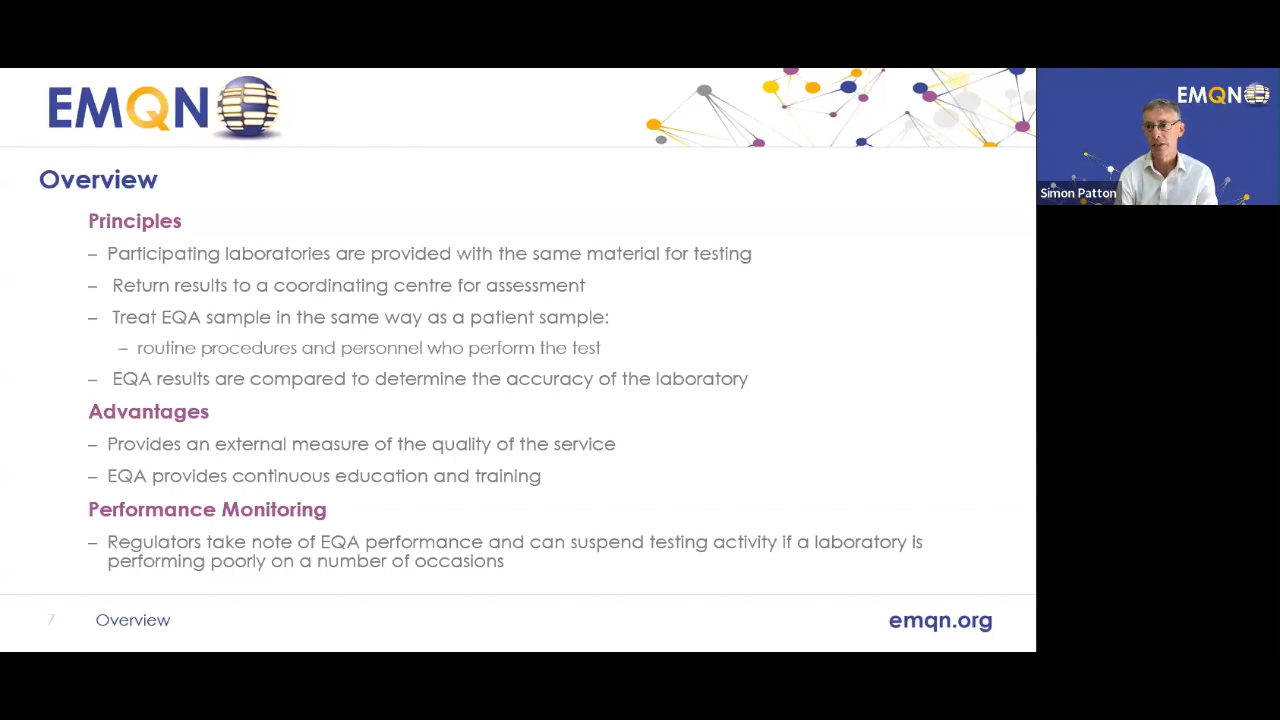 EMQN
EMQN
Simon Patton
Overview
Principles
– Participating laboratories are provided with the same material for testing
– Return results to a coordinating centre for assessment
– Treat EQA sample in the same way as a patient sample:
– routine procedures and personnel who perform the test
– EQA results are compared to determine the accuracy of the laboratory
Advantages
– Provides an external measure of the quality of the service
– EQA provides continuous education and training
Performance Monitoring
– Regulators take note of EQA performance and can suspend testing activity if a laboratory is
performing poorly on a number of occasions
7 Overview
emqn.org